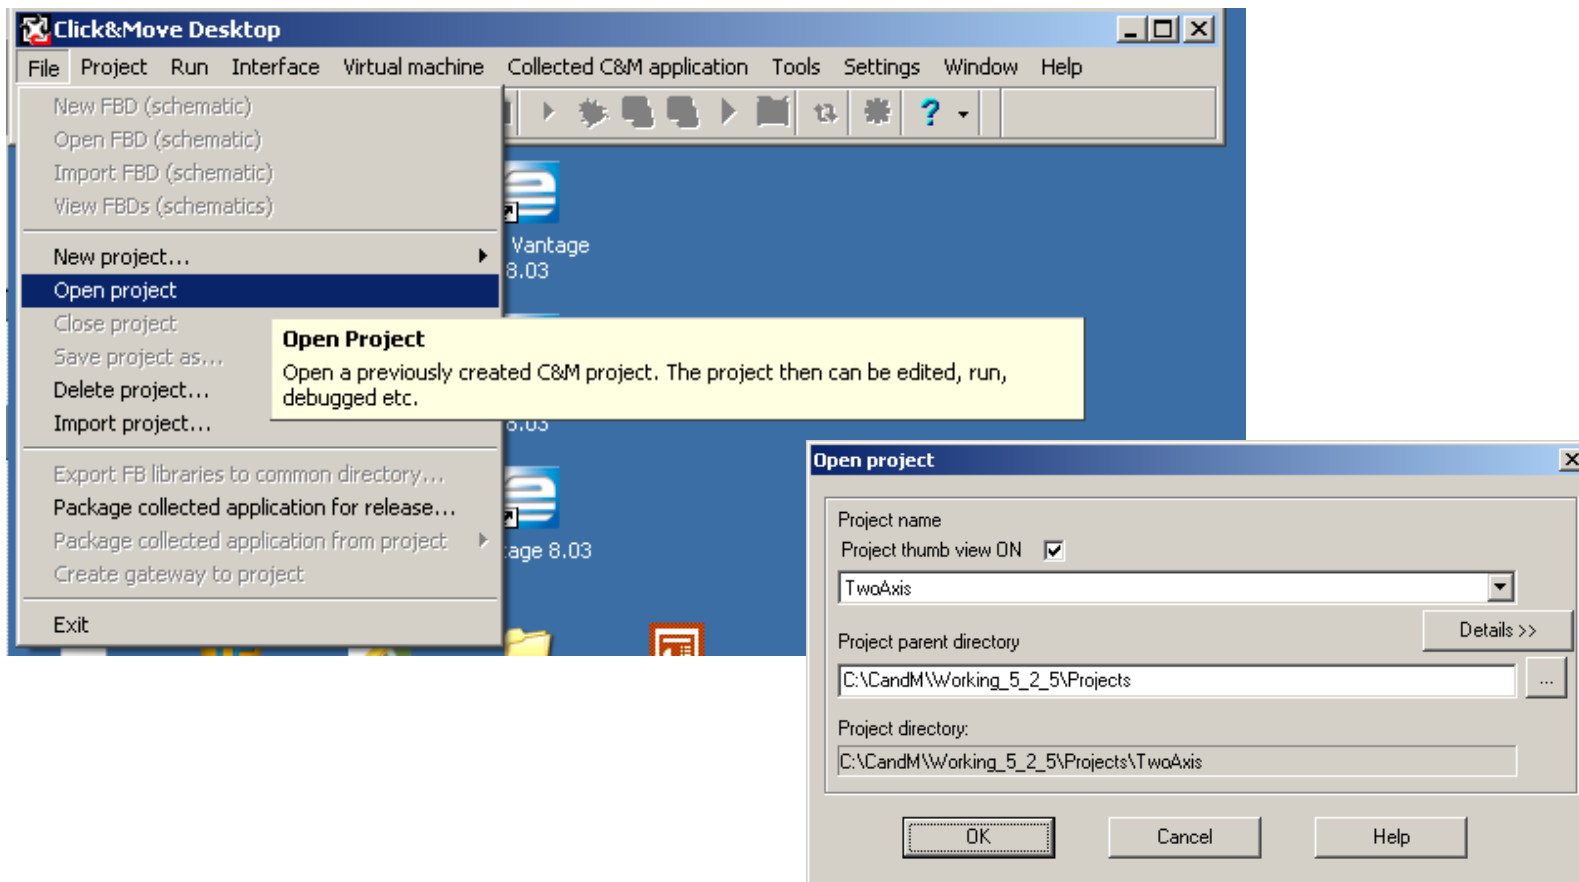 Click&Move Desktop
File Project Run Interface Virtual machine Collected C&M application Tools Settings Window Help
New FBD (schematic)
Open FBD (schematic)
Import FBD (schematic)
View FBDs (schematics)
New project...
Open project
Close project
Save project as...
Delete project...
Import project...
Export FB libraries to common directory...
Package collected application for release...
Package collected application from project
Create gateway to project
Exit
?
Vantage
8.03
Open Project
Open a previously created C&M project. The project then can be edited, run,
debugged etc.
8.03
tage 8.03
Open project
Project name
Project thumb view ON
TwoAxis
Details >>
Project parent directory
C:\CandM\Working_5_2_5\Projects
...
Project directory:
C:\CandM\Working_5_2_5\Projects\TwoAxis
OK Cancel Help